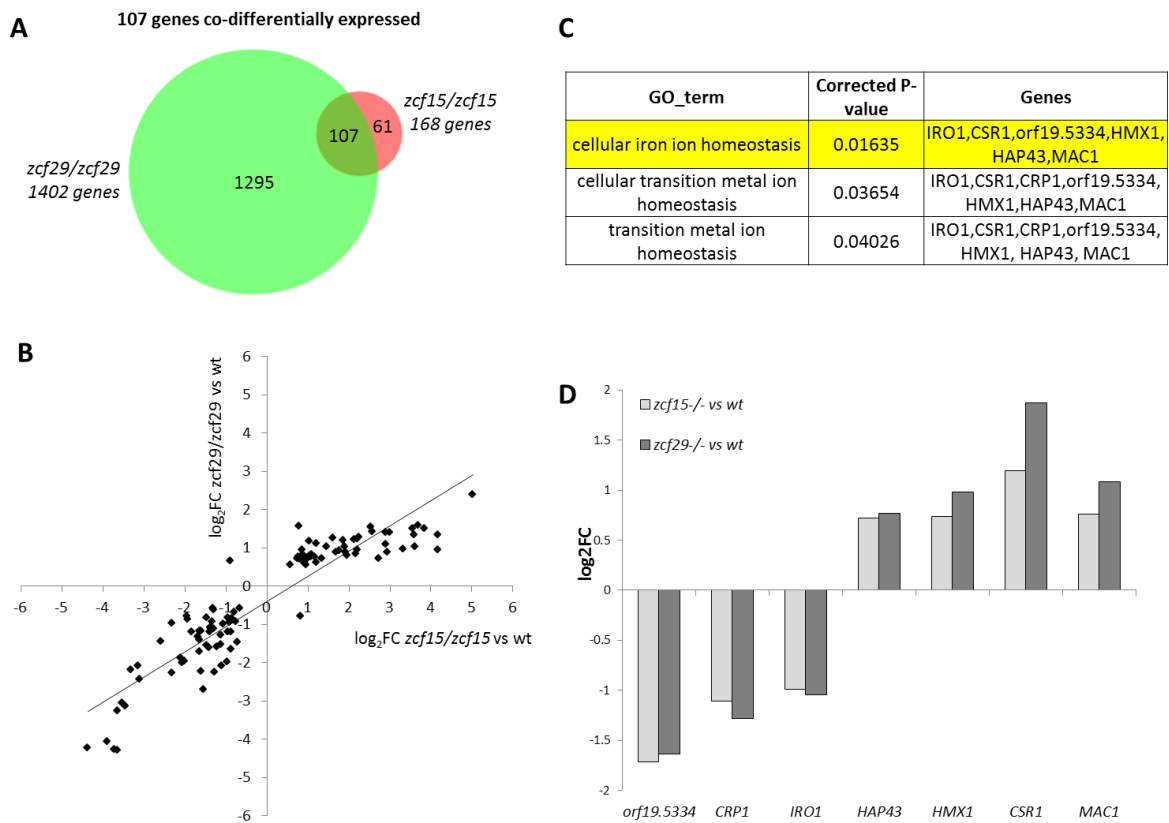 A
107 genes co-differentially expressed
zcf15/zcf15
168 genes
107
61
zcf29/zcf29
1402 genes
1295
C
GO_term
Corrected P-
value
Genes
cellular iron ion homeostasis
0.01635
IRO1,CSR1,orf19.5334,HMX1,
HAP43,MAC1
cellular transition metal ion
homeostasis
0.03654
IRO1,CSR1,CRP1,orf19.5334,
HMX1,HAP43,MAC1
transition metal ion
homeostasis
0.04026
IRO1,CSR1,CRP1,orf19.5334,
HMX1, HAP43, MAC1
B
log2FC zcf29/zcf29 vs wt
6
5
4
3
2
1
0
-1
-2
-3
-4
-5
-6
-6 -5 -4 -3 -2 -1 0 1 2 3 4 5 6
log2FC zcf15/zcf15 vs wt
D
zcf15-/- vs wt
zcf29-/- vs wt
log2FC
2
1.5
1
0.5
0
-0.5
-1
-1.5
-2
orf19.5334 CRP1 IRO1 HAP43 HMX1 CSR1 MAC1